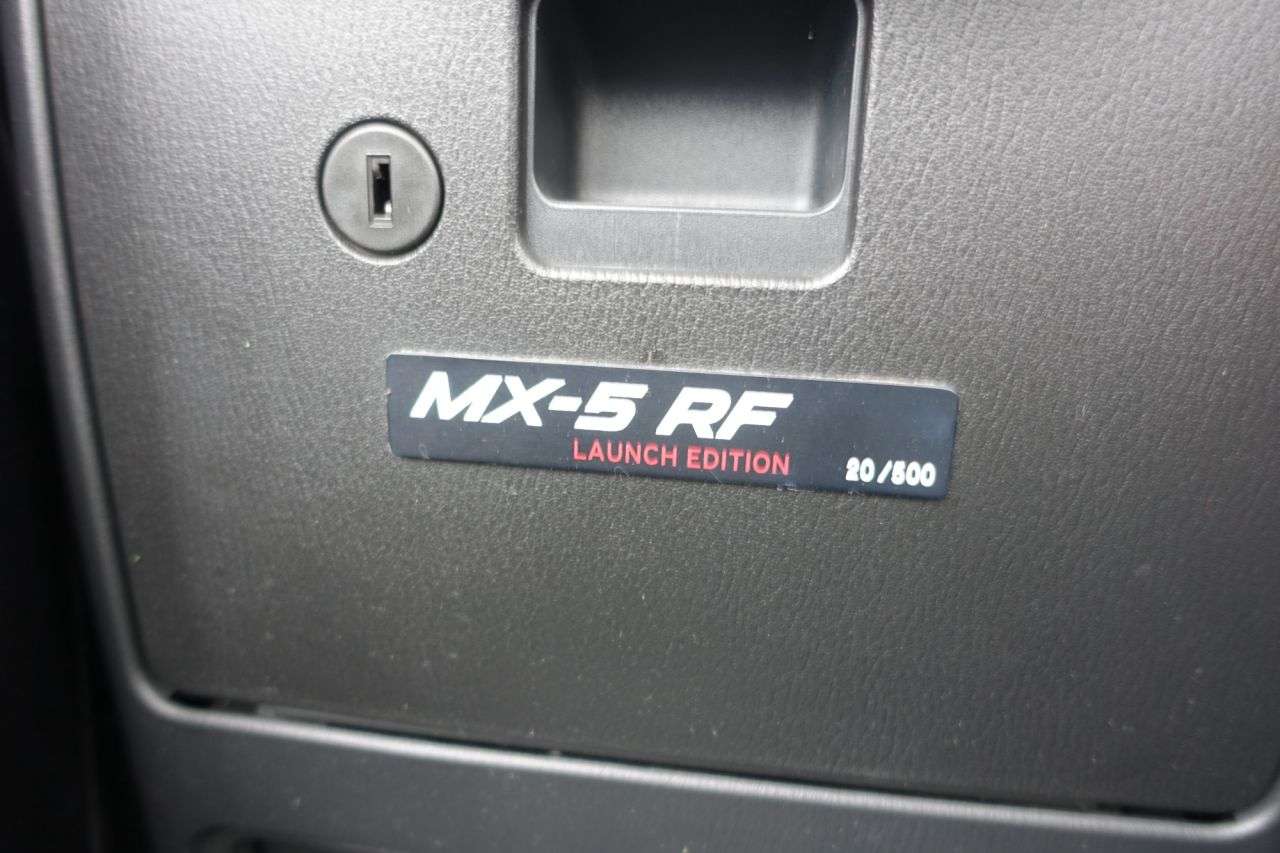 MX-5 RF
LAUNCH EDITION 20/500